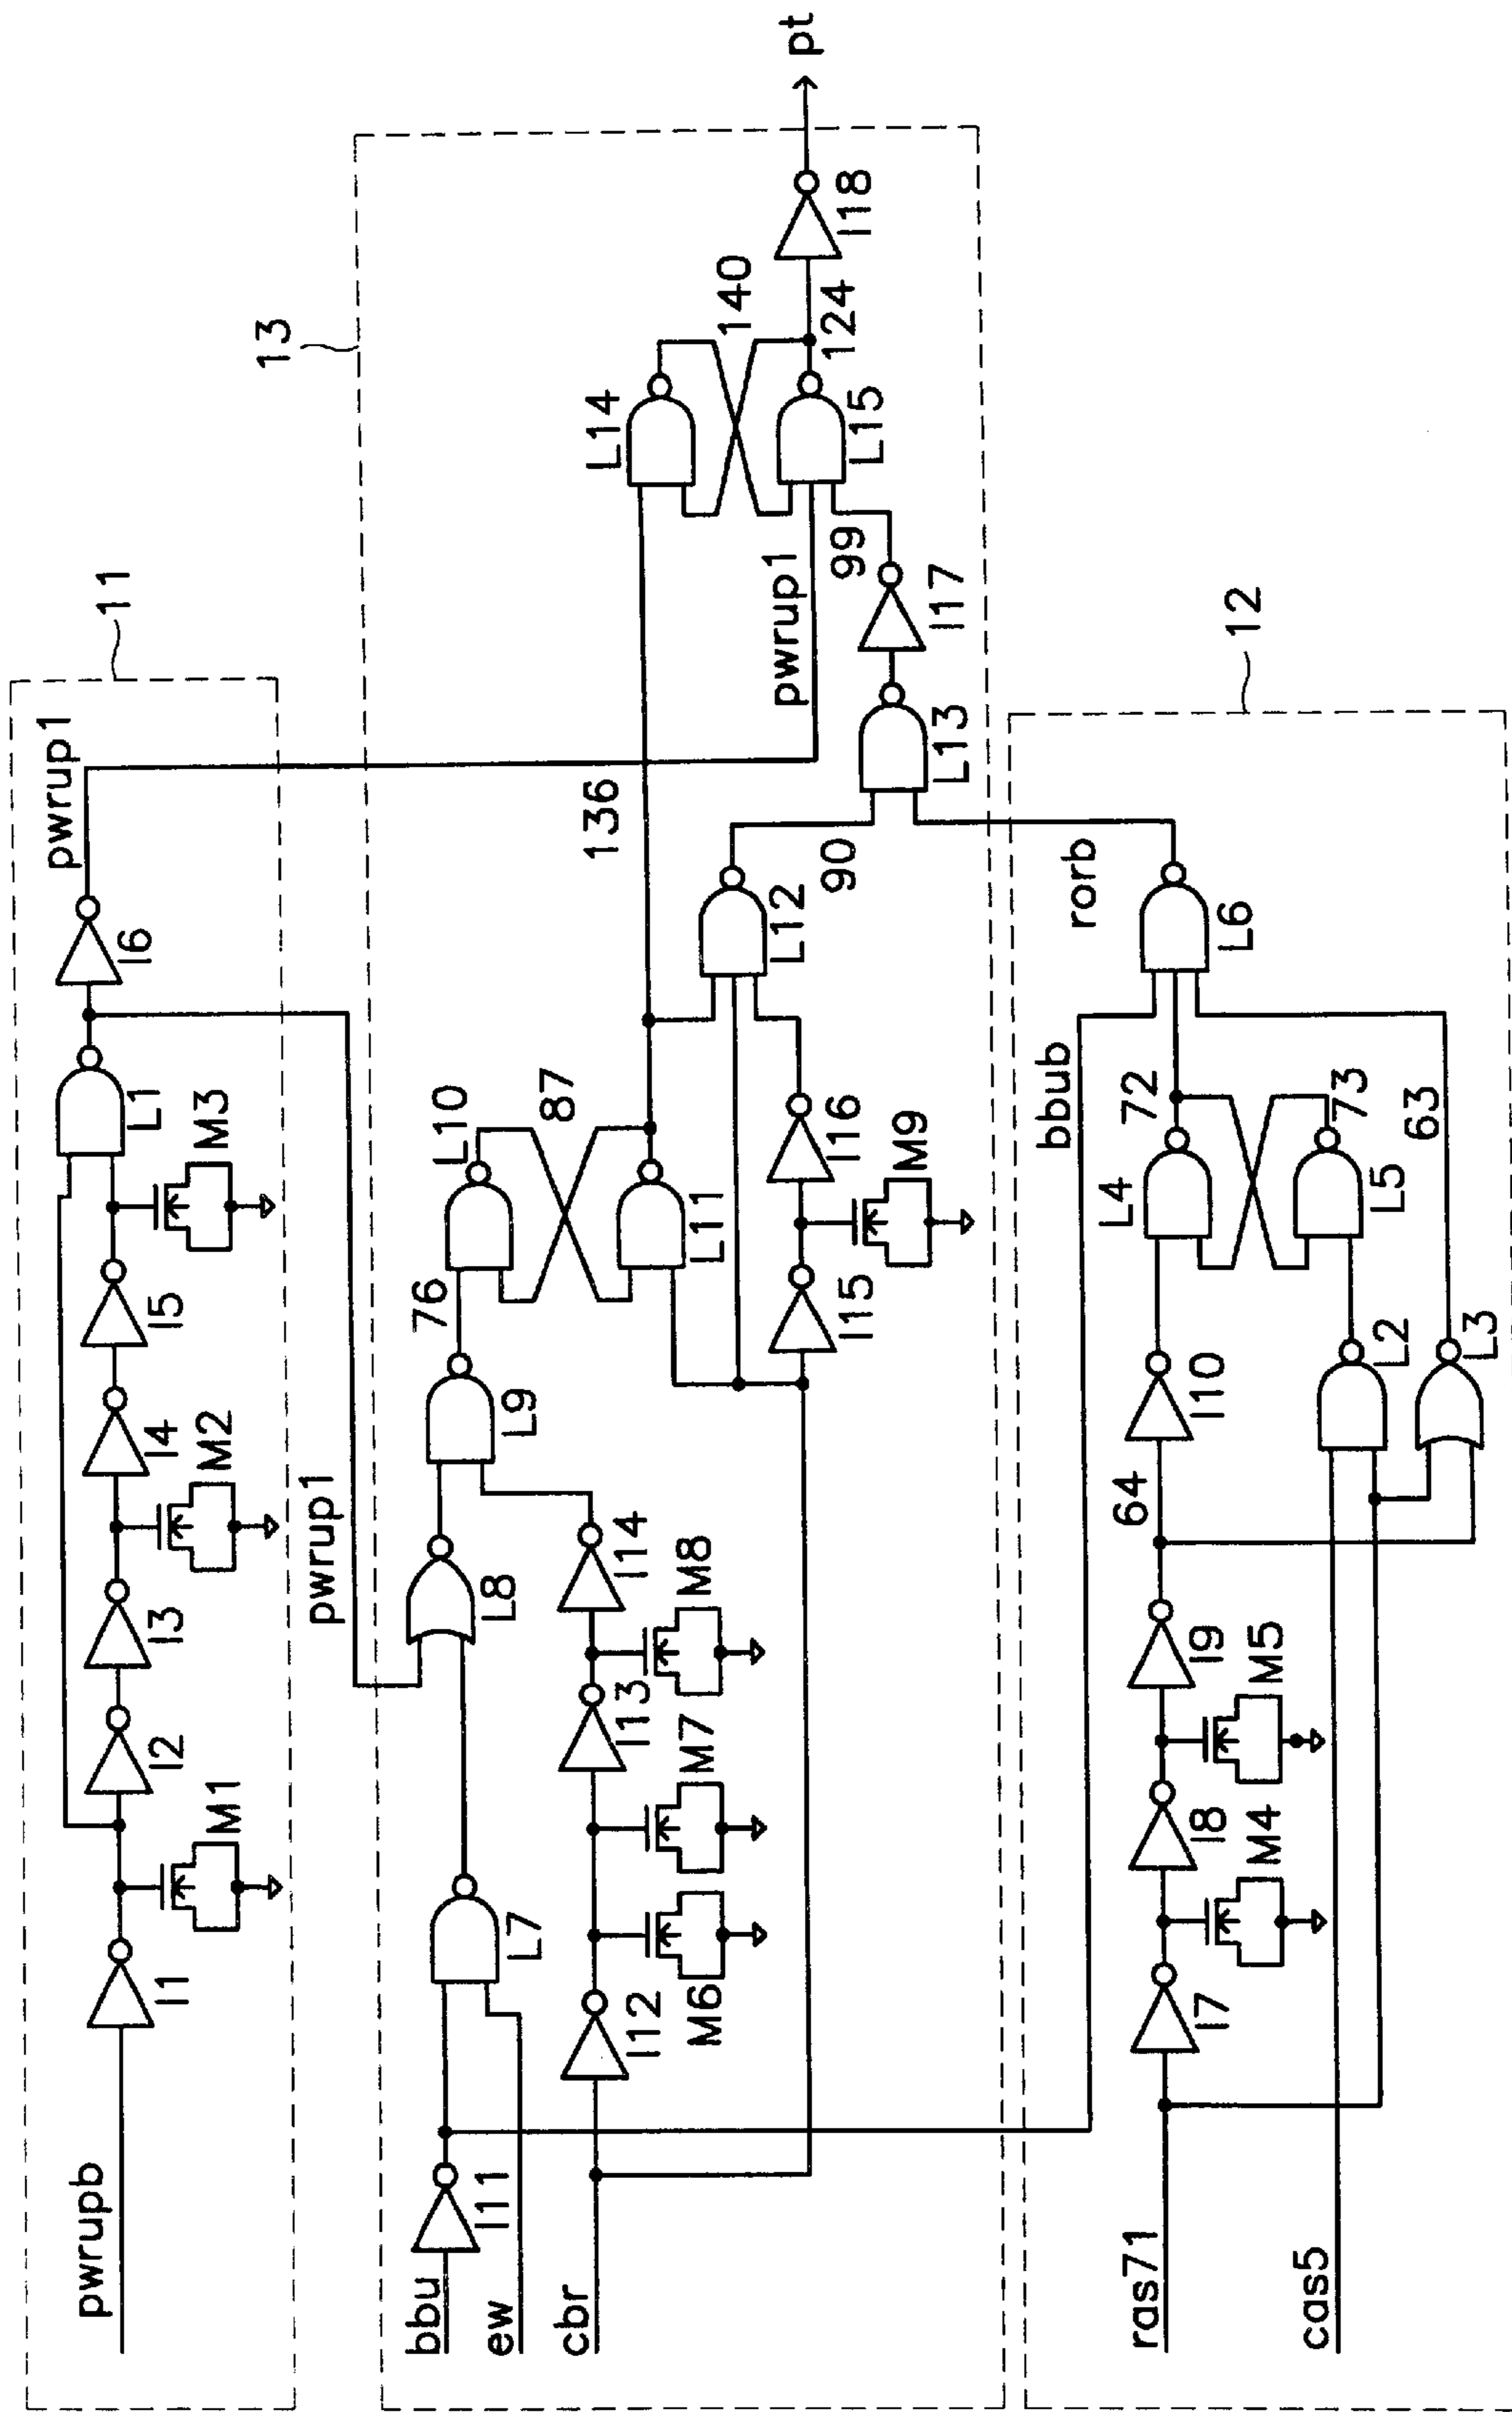 pwrupb
I1
M1
I2
I3
M2
I4
I5
M3
L1
I6
pwrup1
11
pwrup1
13
bbu
I11
ew
cbr
I12
L7
M6
M7
I13
M8
I14
L8
L9
76
L10
87
L11
I15
M9
I16
136
L12
90
L13
I17
99
pwrup1
L14
L15
140
124
I18
pt
12
ras71
cas5
I7
M4
I8
M5
I9
64
I10
L2
L3
L4
L5
72
73
63
bbub
L6
rorb